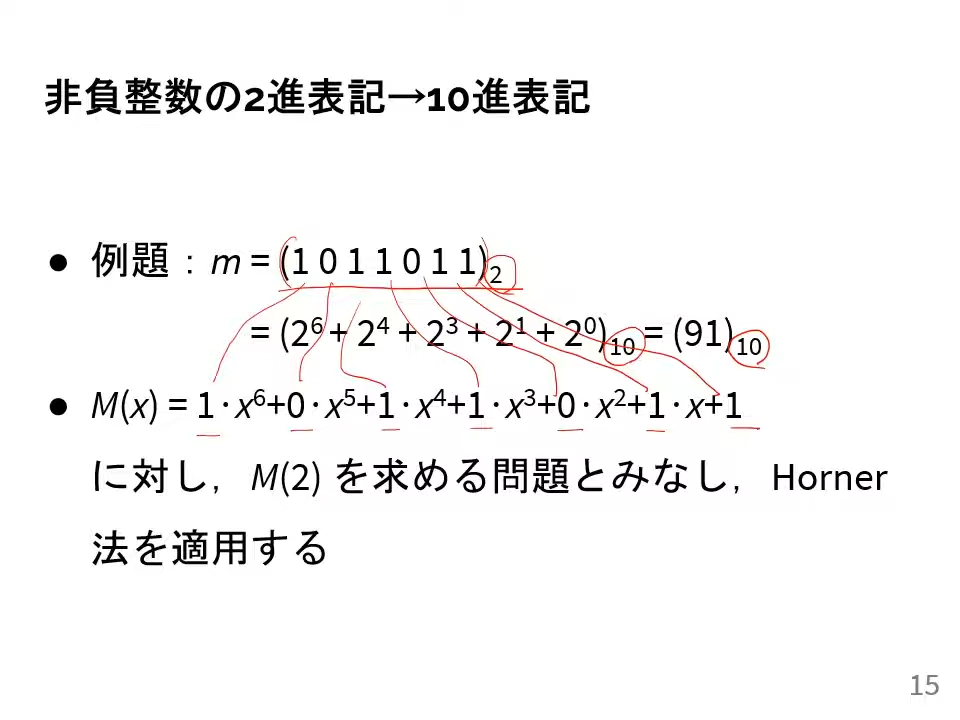 非負整数の2進表記→10進表記
● 例題：m = (1 0 1 1 0 1 1)₂
= (2⁶ + 2⁴ + 2³ + 2¹ + 2⁰)₁₀ = (91)₁₀
● M(x) = 1·x⁶+0·x⁵+1·x⁴+1·x³+0·x²+1·x+1
に対し，M(2) を求める問題とみなし，Horner
法を適用する
15